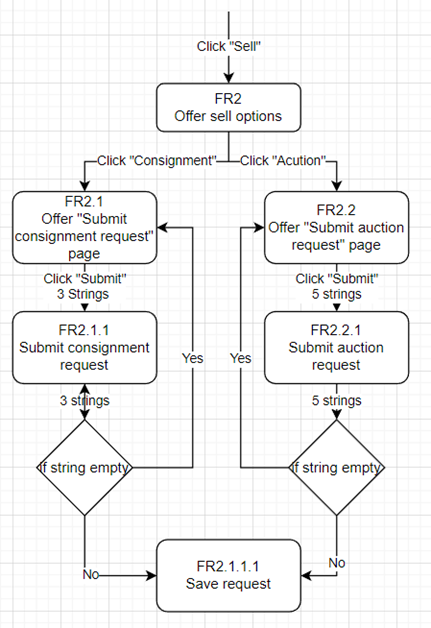 Click "Sell"
FR2
Offer sell options
Click "Consignment"
Click "Acution"
FR2.1
Offer "Submit
consignment request"
page
FR2.2
Offer "Submit auction
request" page
Click "Submit"
3 Strings
Click "Submit"
5 strings
FR2.1.1
Submit consignment
request
FR2.2.1
Submit auction
request
Yes
Yes
3 strings
5 strings
If string empty
If string empty
No
No
FR2.1.1.1
Save request